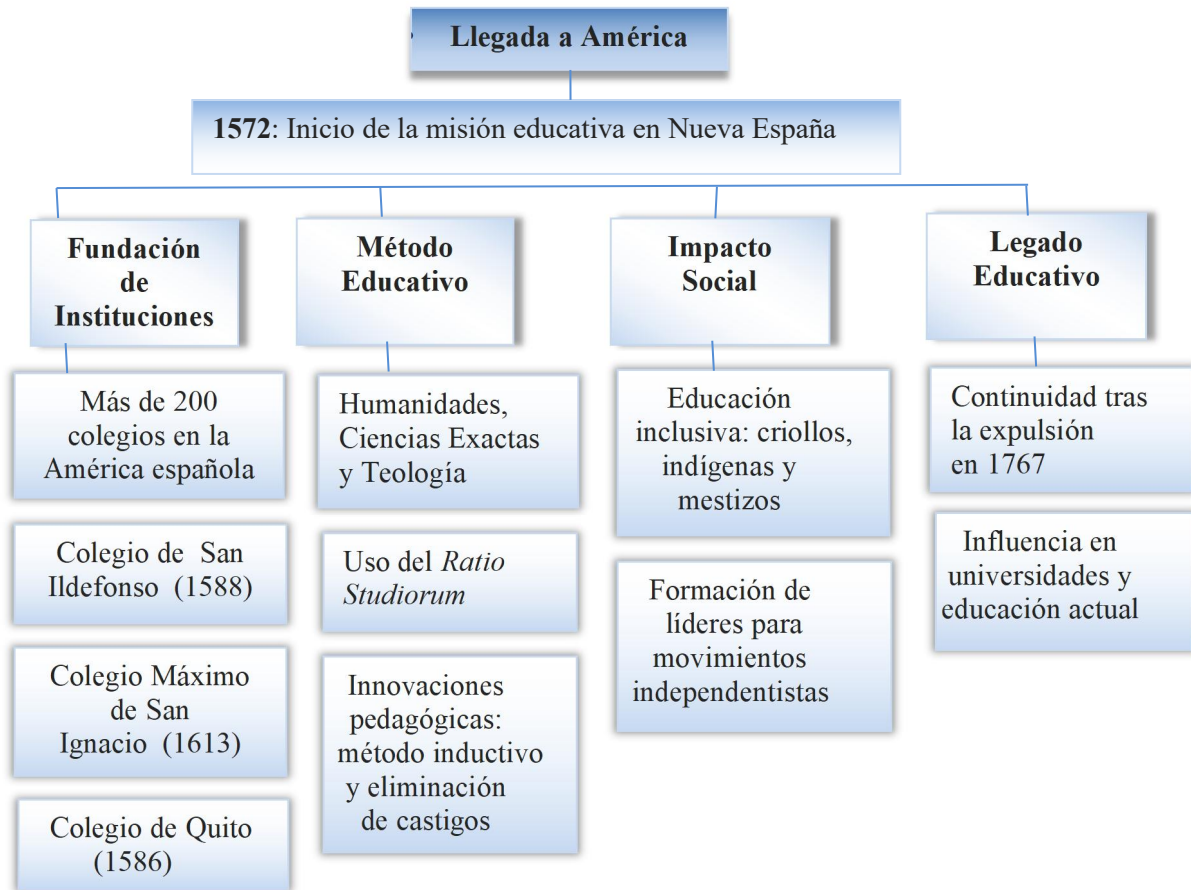 Llegada a América
1572: Inicio de la misión educativa en Nueva España
Fundación
de
Instituciones
Más de 200
colegios en la
América española
Colegio de San
Ildefonso (1588)
Colegio Máximo
de San
Ignacio (1613)
Colegio de Quito
(1586)
Método
Educativo
Humanidades,
Ciencias Exactas
y Teología
Uso del Ratio
Studiorum
Innovaciones
pedagógicas:
método inductivo
y eliminación
de castigos
Impacto
Social
Educación
inclusiva: criollos,
indígenas y
mestizos
Formación de
líderes para
movimientos
independentistas
Legado
Educativo
Continuidad tras
la expulsión
en 1767
Influencia en
universidades y
educación actual